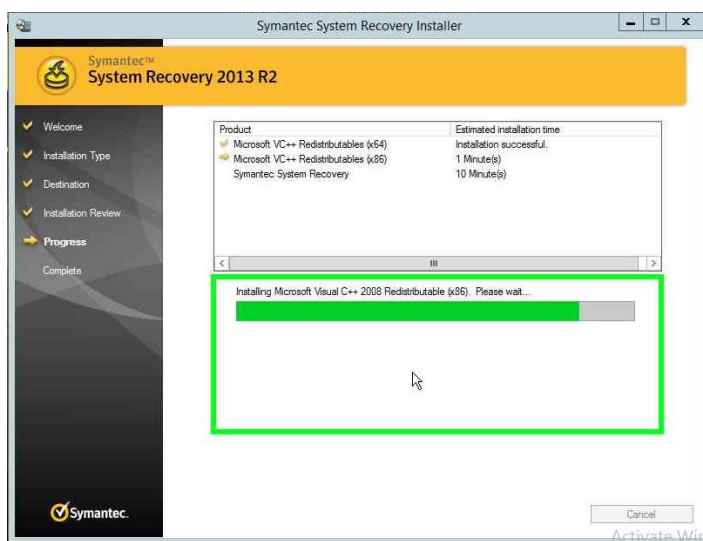 Symantec System Recovery Installer
Symantec™
System Recovery 2013 R2
Welcome
Installation Type
Destination
Installation Review
Progress
Complete
Product Estimated installation time
Microsoft VC++ Redistributables (x64) Installation successful.
Microsoft VC++ Redistributables (x86) 1 Minute(s)
Symantec System Recovery 10 Minute(s)
Installing Microsoft Visual C++ 2008 Redistributable (x86). Please wait...
Symantec.
Cancel
Activate